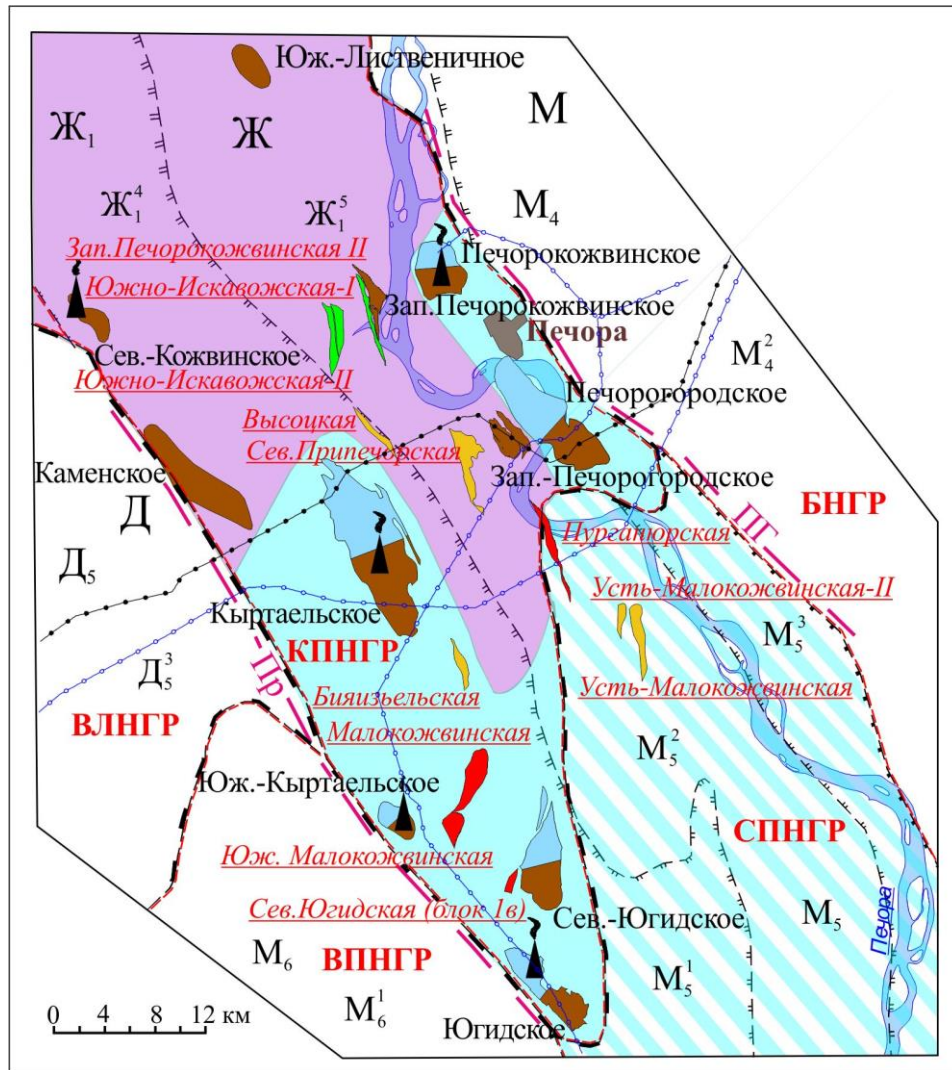 Юж.-Лиственичное
Ж₁
Ж
М
Ж₁⁴
Ж₁⁵
М₄
Зап.Печорокожвинская II
Печорокожвинское
Южно-Искавожская-I
Зап.Печорокожвинское
Печора
Сев.-Кожвинское
М₄²
Южно-Искавожская-II
Печорогородское
Высоцкая
Сев.Припечорская
Каменское
Зап.-Печорогородское
Д
БНГР
ПГ
Пурганюрская
Д₅
Усть-Малокожвинская-II
Кыртаельское
М₅³
КПНГР
Пр
Д₅³
Бияизьельская
Усть-Малокожвинская
ВЛНГР
Малокожвинская
М₅²
Юж.-Кыртаельское
СПНГР
Юж. Малокожвинская
Сев.Югидская (блок 1в)
Сев.-Югидское
М₅
Печора
М₆
ВПНГР
М₅¹
М₆¹
0 4 8 12 км
Югидское